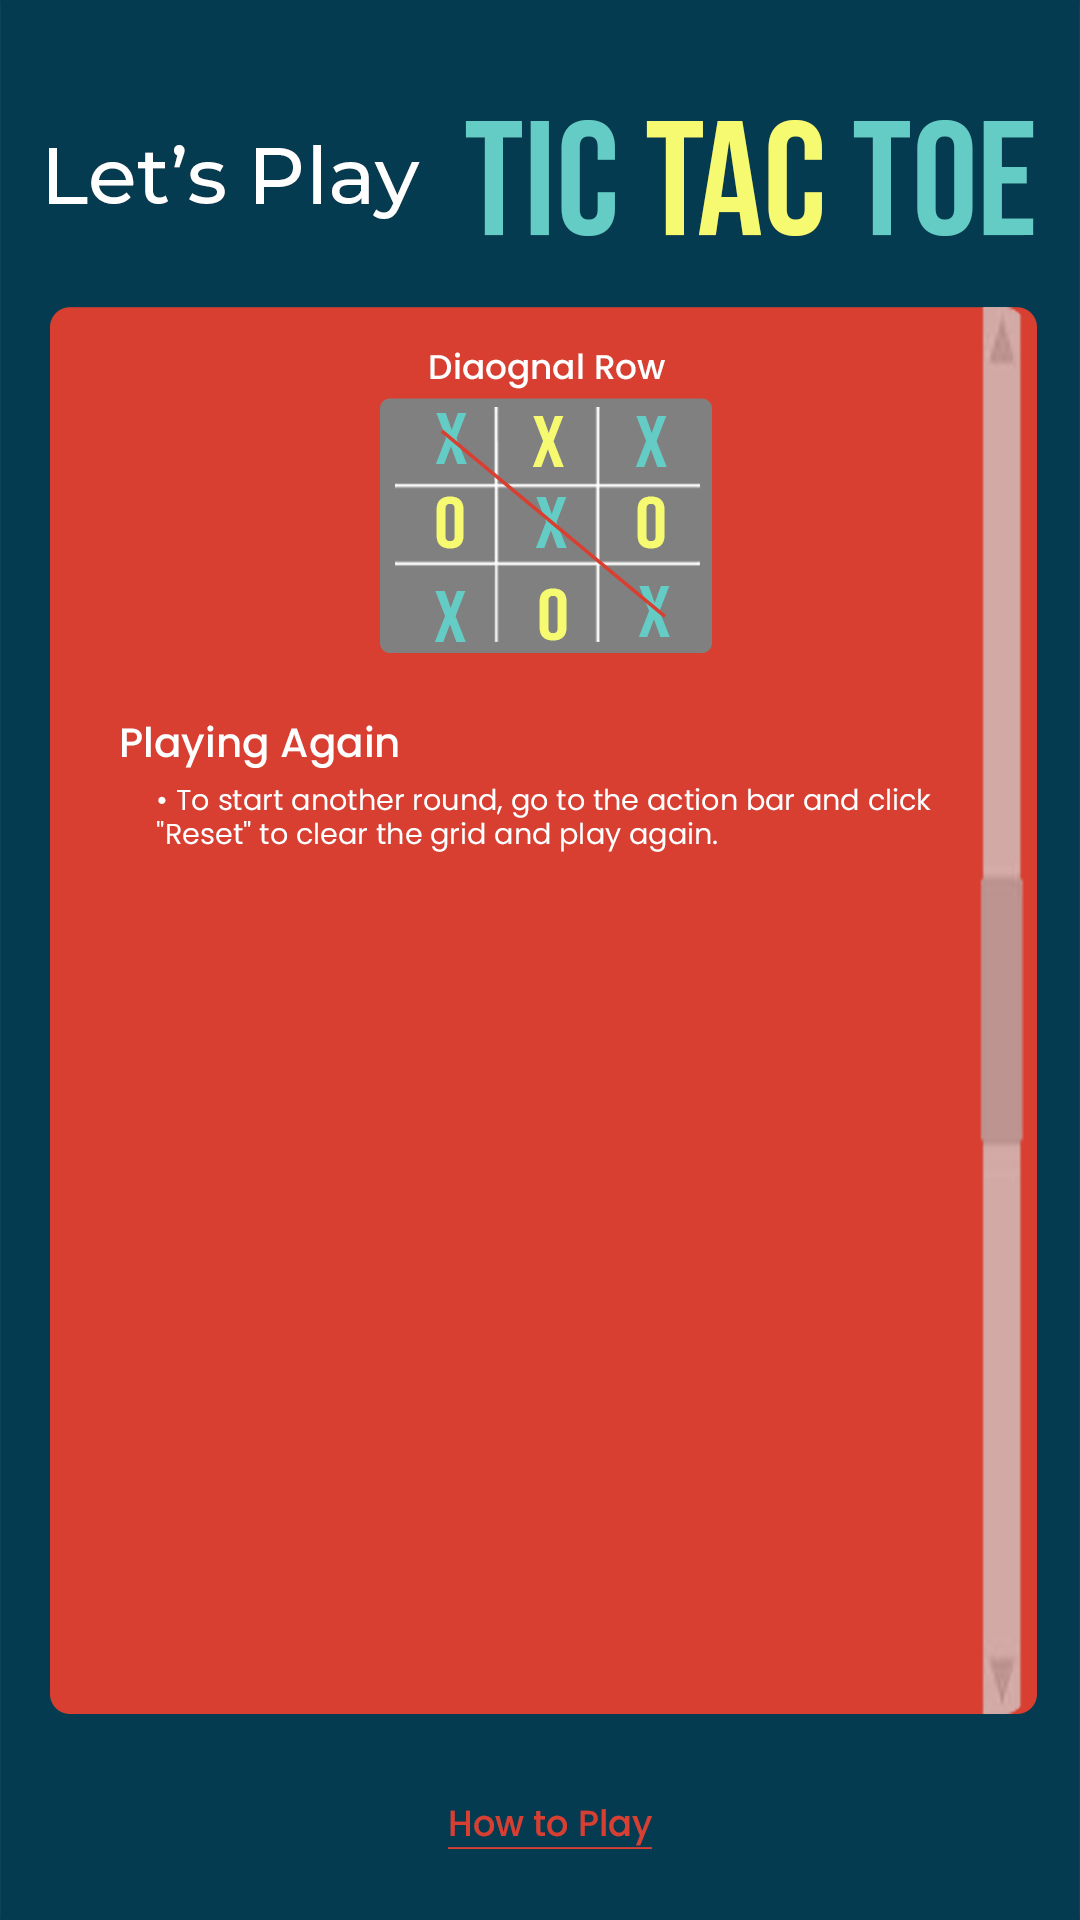 Let’s Play TIC TAC TOE
Diaognal Row
X X X
O X O
X O X
Playing Again
• To start another round, go to the action bar and click
"Reset" to clear the grid and play again.
How to Play